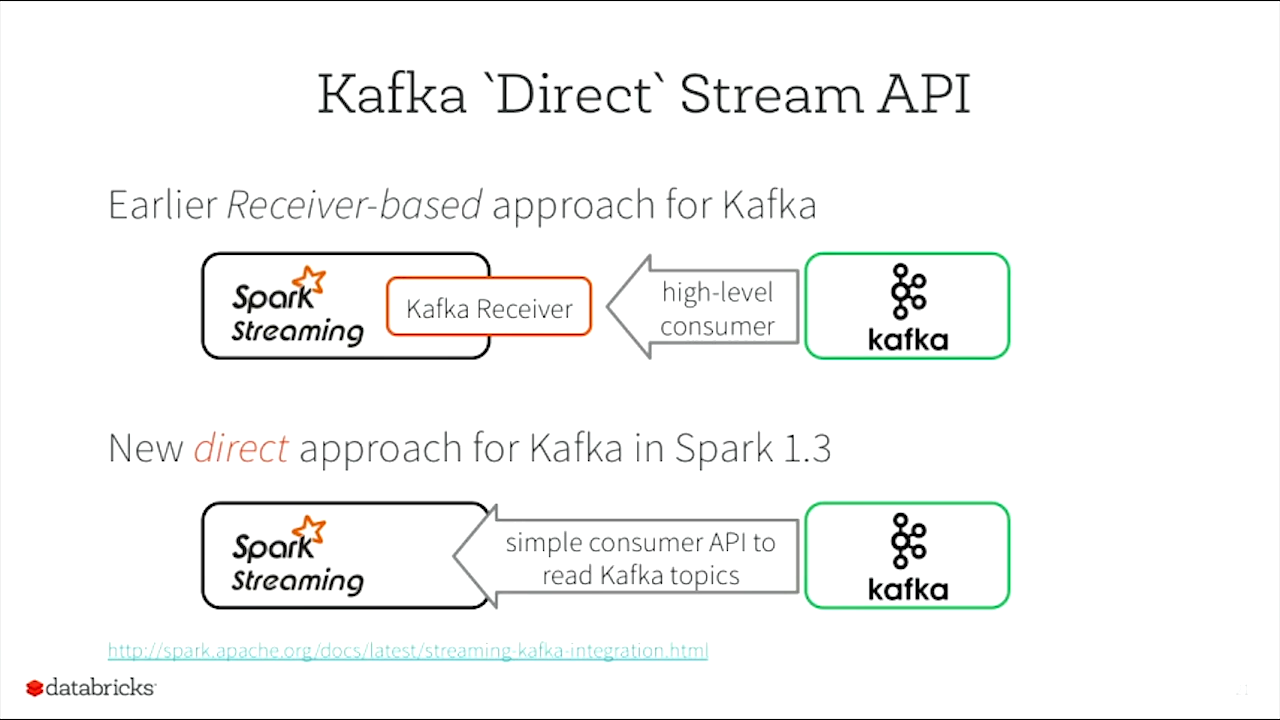 Kafka `Direct` Stream API
Earlier Receiver-based approach for Kafka
Spark
Streaming
Kafka Receiver
high-level
consumer
kafka
New direct approach for Kafka in Spark 1.3
Spark
Streaming
simple consumer API to
read Kafka topics
kafka
http://spark.apache.org/docs/latest/streaming-kafka-integration.html
databricks